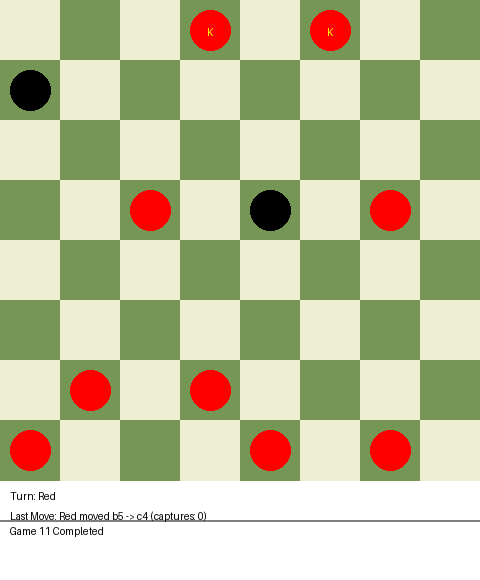 K K
Turn: Red
Last Move: Red moved b5 -> c4 (captures: 0)
Game 11 Completed